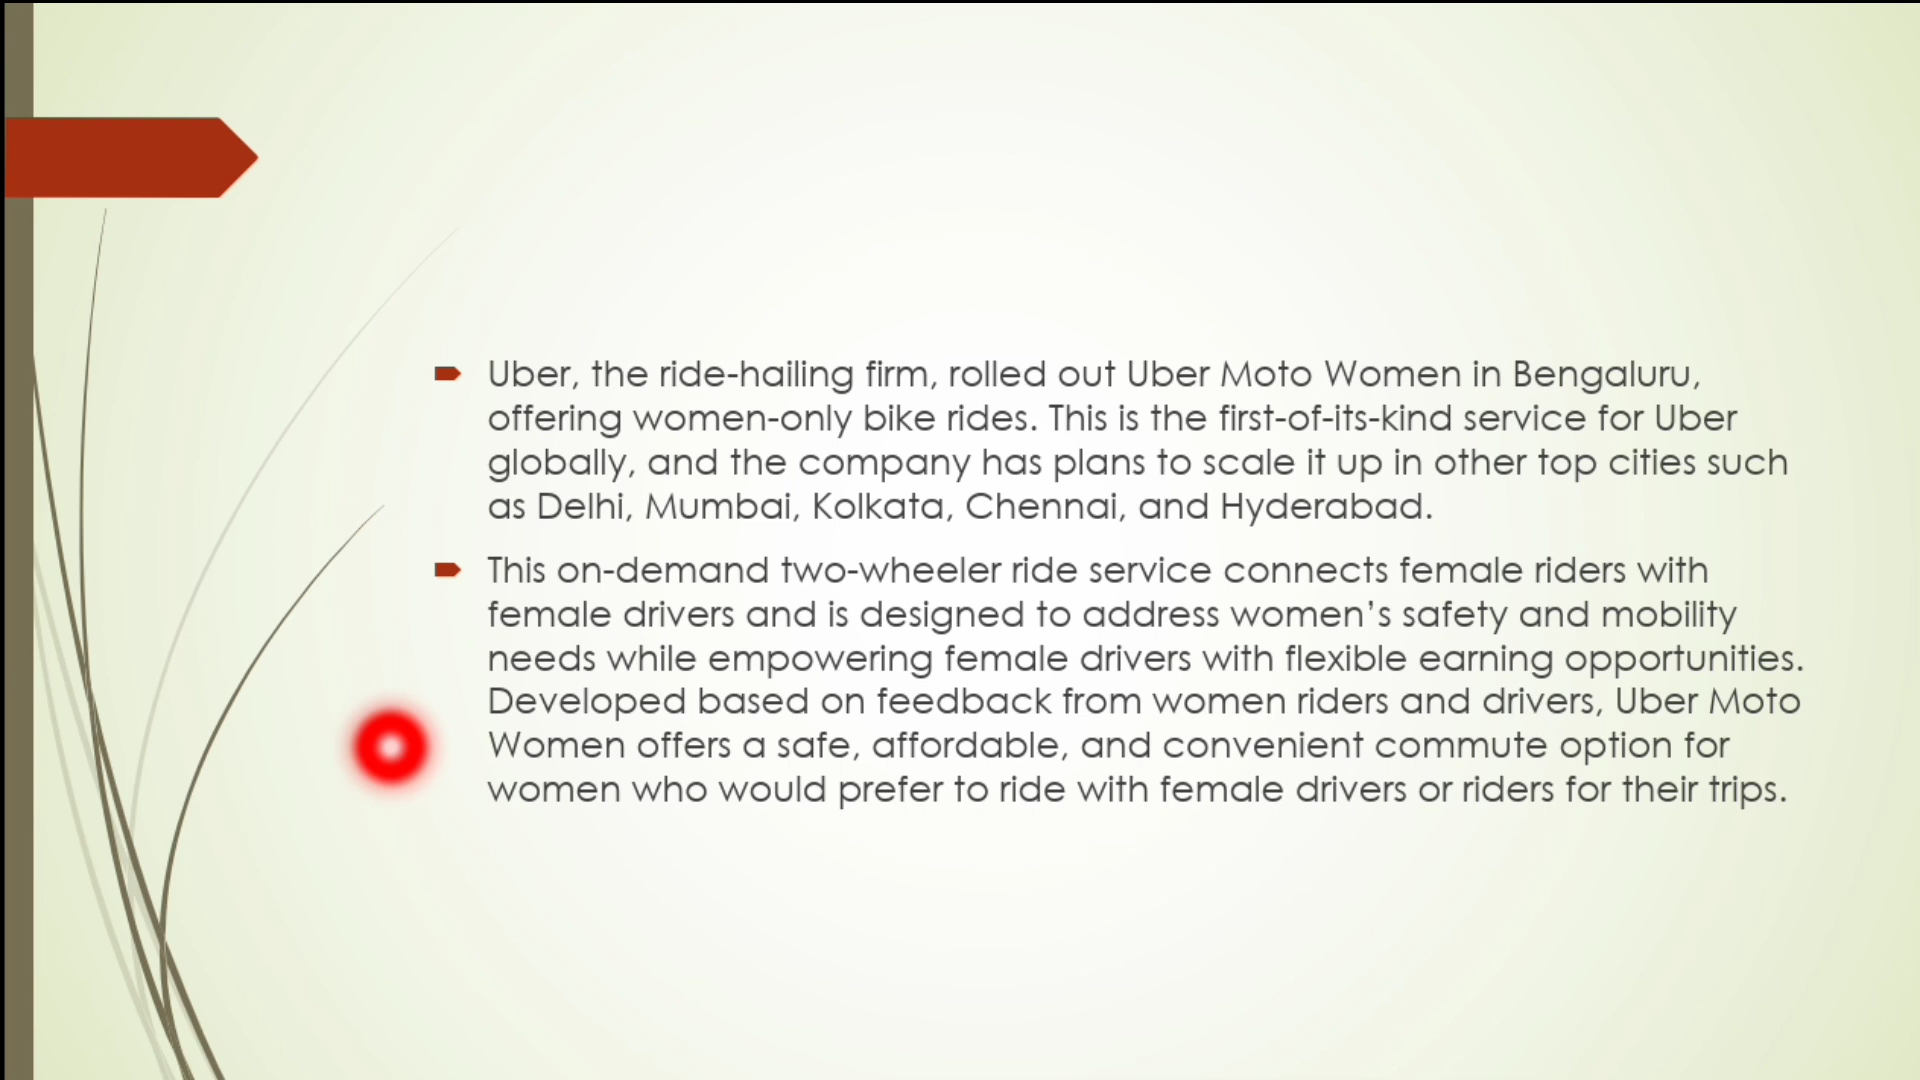 Uber, the ride-hailing firm, rolled out Uber Moto Women in Bengaluru,
offering women-only bike rides. This is the first-of-its-kind service for Uber
globally, and the company has plans to scale it up in other top cities such
as Delhi, Mumbai, Kolkata, Chennai, and Hyderabad.
This on-demand two-wheeler ride service connects female riders with
female drivers and is designed to address women’s safety and mobility
needs while empowering female drivers with flexible earning opportunities.
Developed based on feedback from women riders and drivers, Uber Moto
Women offers a safe, affordable, and convenient commute option for
women who would prefer to ride with female drivers or riders for their trips.